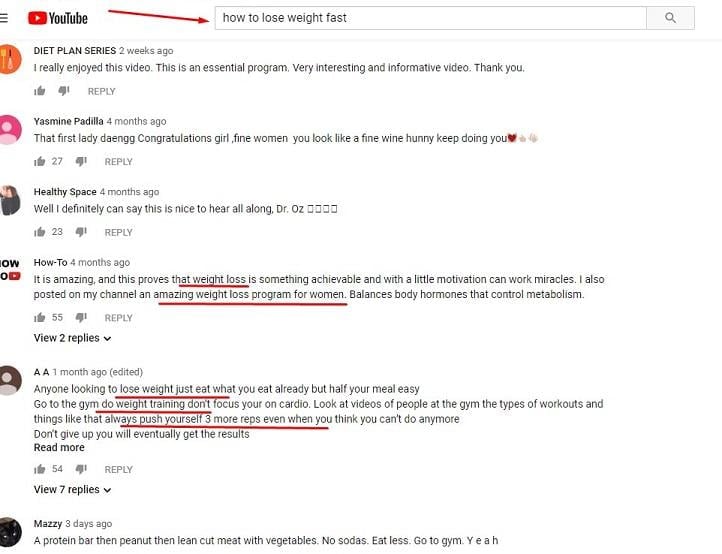 YouTube
how to lose weight fast
DIET PLAN SERIES 2 weeks ago
I really enjoyed this video. This is an essential program. Very interesting and informative video. Thank you.
REPLY
Yasmine Padilla 4 months ago
That first lady daengg Congratulations girl ,fine women you look like a fine wine hunny keep doing you
27 REPLY
Healthy Space 4 months ago
Well I definitely can say this is nice to hear all along, Dr. Oz
23 REPLY
How-To 4 months ago
It is amazing, and this proves that weight loss is something achievable and with a little motivation can work miracles. I also
posted on my channel an amazing weight loss program for women. Balances body hormones that control metabolism.
55 REPLY
View 2 replies
A A 1 month ago (edited)
Anyone looking to lose weight just eat what you eat already but half your meal easy
Go to the gym do weight training don't focus your on cardio. Look at videos of people at the gym the types of workouts and
things like that always push yourself 3 more reps even when you think you can't do anymore
Don't give up you will eventually get the results
Read more
54 REPLY
View 7 replies
Mazzy 3 days ago
A protein bar then peanut then lean cut meat with vegetables. No sodas. Eat less. Go to gym. Y e a h